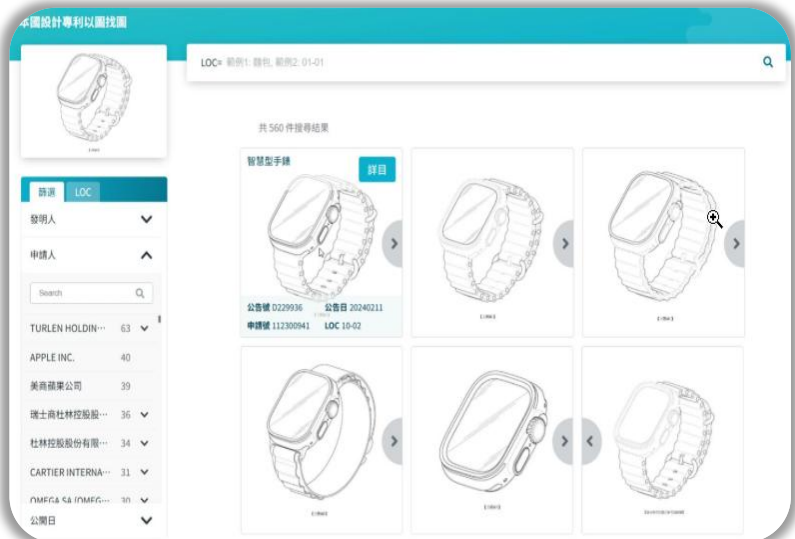 本國設計專利以圖找圖
LOC= 範例1: 麵包, 範例2: 01-01
共 560 件搜尋結果
智慧型手錶
詳目
篩選 LOC
發明人
申請人
Search
公告號 D229936 公告日 20240211
申請號 112300941 LOC 10-02
TURLEN HOLDIN… 63
APPLE INC. 40
美商蘋果公司 39
瑞士商杜林控股股… 36
杜林控股股份有限… 34
CARTIER INTERNA… 31
OMEGA SA (OMEG… 30
公開日